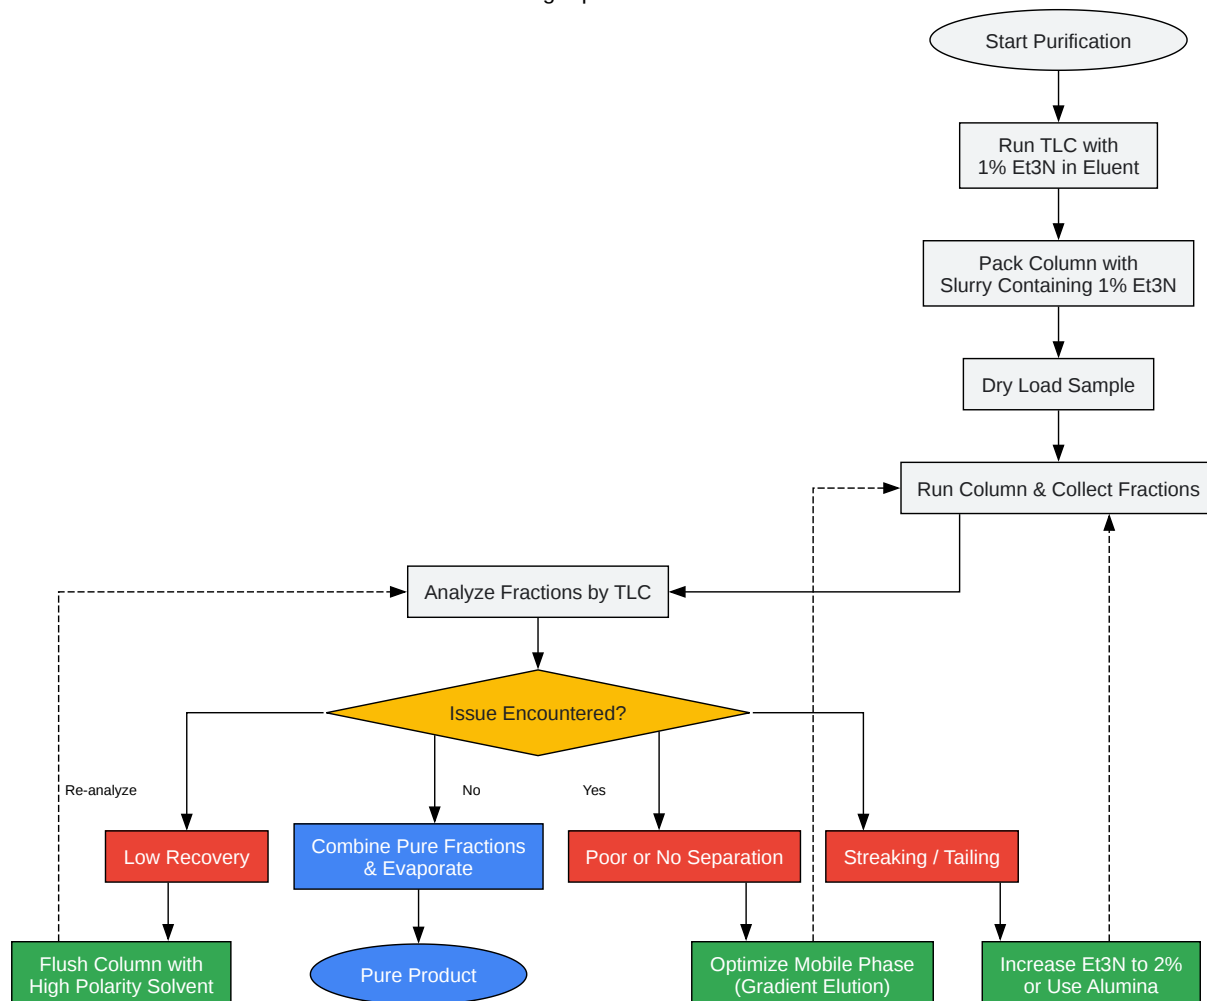 Start Purification
Run TLC with
1% Et3N in Eluent
Pack Column with
Slurry Containing 1% Et3N
Dry Load Sample
Run Column & Collect Fractions
Analyze Fractions by TLC
Issue Encountered?
Re-analyze
No
Yes
Low Recovery
Combine Pure Fractions
& Evaporate
Poor or No Separation
Streaking / Tailing
Flush Column with
High Polarity Solvent
Pure Product
Optimize Mobile Phase
(Gradient Elution)
Increase Et3N to 2%
or Use Alumina